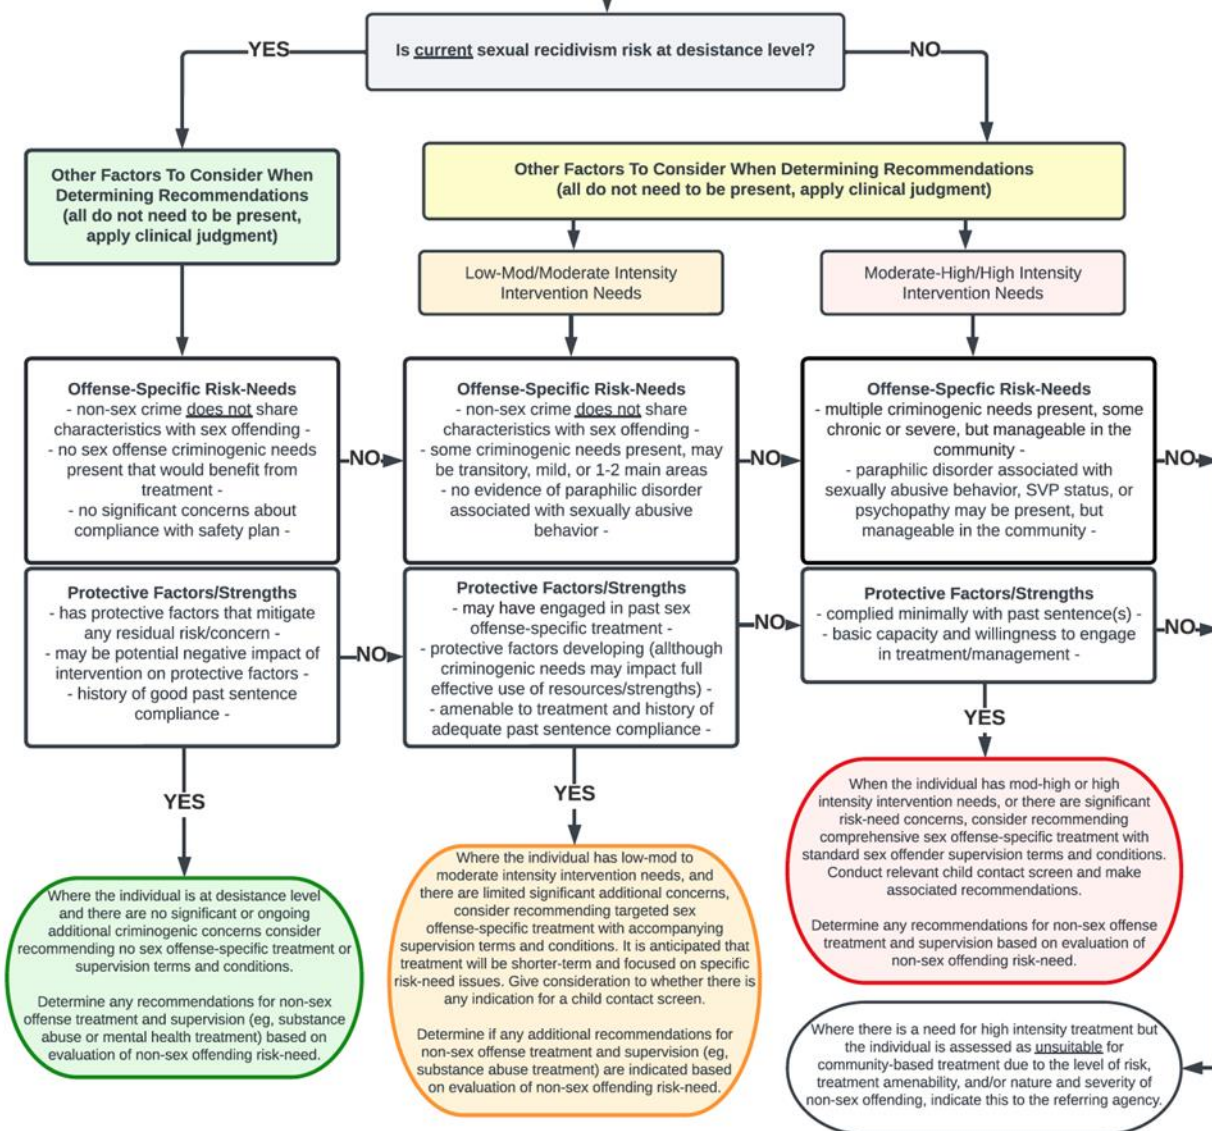 Is current sexual recidivism risk at desistance level?
YES
NO
Other Factors To Consider When
Determining Recommendations
(all do not need to be present,
apply clinical judgment)
Other Factors To Consider When Determining Recommendations
(all do not need to be present, apply clinical judgment)
Low-Mod/Moderate Intensity
Intervention Needs
Moderate-High/High Intensity
Intervention Needs
Offense-Specific Risk-Needs
- non-sex crime does not share
characteristics with sex offending -
- no sex offense criminogenic needs
present that would benefit from
treatment -
- no significant concerns about
compliance with safety plan -
NO
Offense-Specific Risk-Needs
- non-sex crime does not share
characteristics with sex offending -
- some criminogenic needs present, may
be transitory, mild, or 1-2 main areas
- no evidence of paraphilic disorder
associated with sexually abusive
behavior -
NO
Offense-Specfic Risk-Needs
- multiple criminogenic needs present, some
chronic or severe, but manageable in the
community -
- paraphilic disorder associated with
sexually abusive behavior, SVP status, or
psychopathy may be present, but
manageable in the community -
NO
Protective Factors/Strengths
- has protective factors that mitigate
any residual risk/concern -
- may be potential negative impact of
intervention on protective factors -
- history of good past sentence
compliance -
NO
Protective Factors/Strengths
- may have engaged in past sex
offense-specific treatment -
- protective factors developing (allthough
criminogenic needs may impact full
effective use of resources/strengths) -
- amenable to treatment and history of
adequate past sentence compliance -
NO
Protective Factors/Strengths
- complied minimally with past sentence(s) -
- basic capacity and willingness to engage
in treatment/management -
NO
YES
YES
YES
Where the individual is at desistance level
and there are no significant or ongoing
additional criminogenic concerns consider
recommending no sex offense-specific treatment or
supervision terms and conditions.
Determine any recommendations for non-sex
offense treatment and supervision (eg, substance
abuse or mental health treatment) based on
evaluation of non-sex offending risk-need.
Where the individual has low-mod to
moderate intensity intervention needs, and
there are limited significant additional concerns,
consider recommending targeted sex
offense-specific treatment with accompanying
supervision terms and conditions. It is anticipated that
treatment will be shorter-term and focused on specific
risk-need issues. Give consideration to whether there is
any indication for a child contact screen.
Determine if any additional recommendations for
non-sex offense treatment and supervision (eg,
substance abuse treatment) are indicated based
on evaluation of non-sex offending risk-need.
When the individual has mod-high or high
intensity intervention needs, or there are significant
risk-need concerns, consider recommending
comprehensive sex offense-specific treatment with
standard sex offender supervision terms and conditions.
Conduct relevant child contact screen and make
associated recommendations.
Determine any recommendations for non-sex offense
treatment and supervision based on evaluation of
non-sex offending risk-need.
Where there is a need for high intensity treatment but
the individual is assessed as unsuitable for
community-based treatment due to the level of risk,
treatment amenability, and/or nature and severity of
non-sex offending, indicate this to the referring agency.